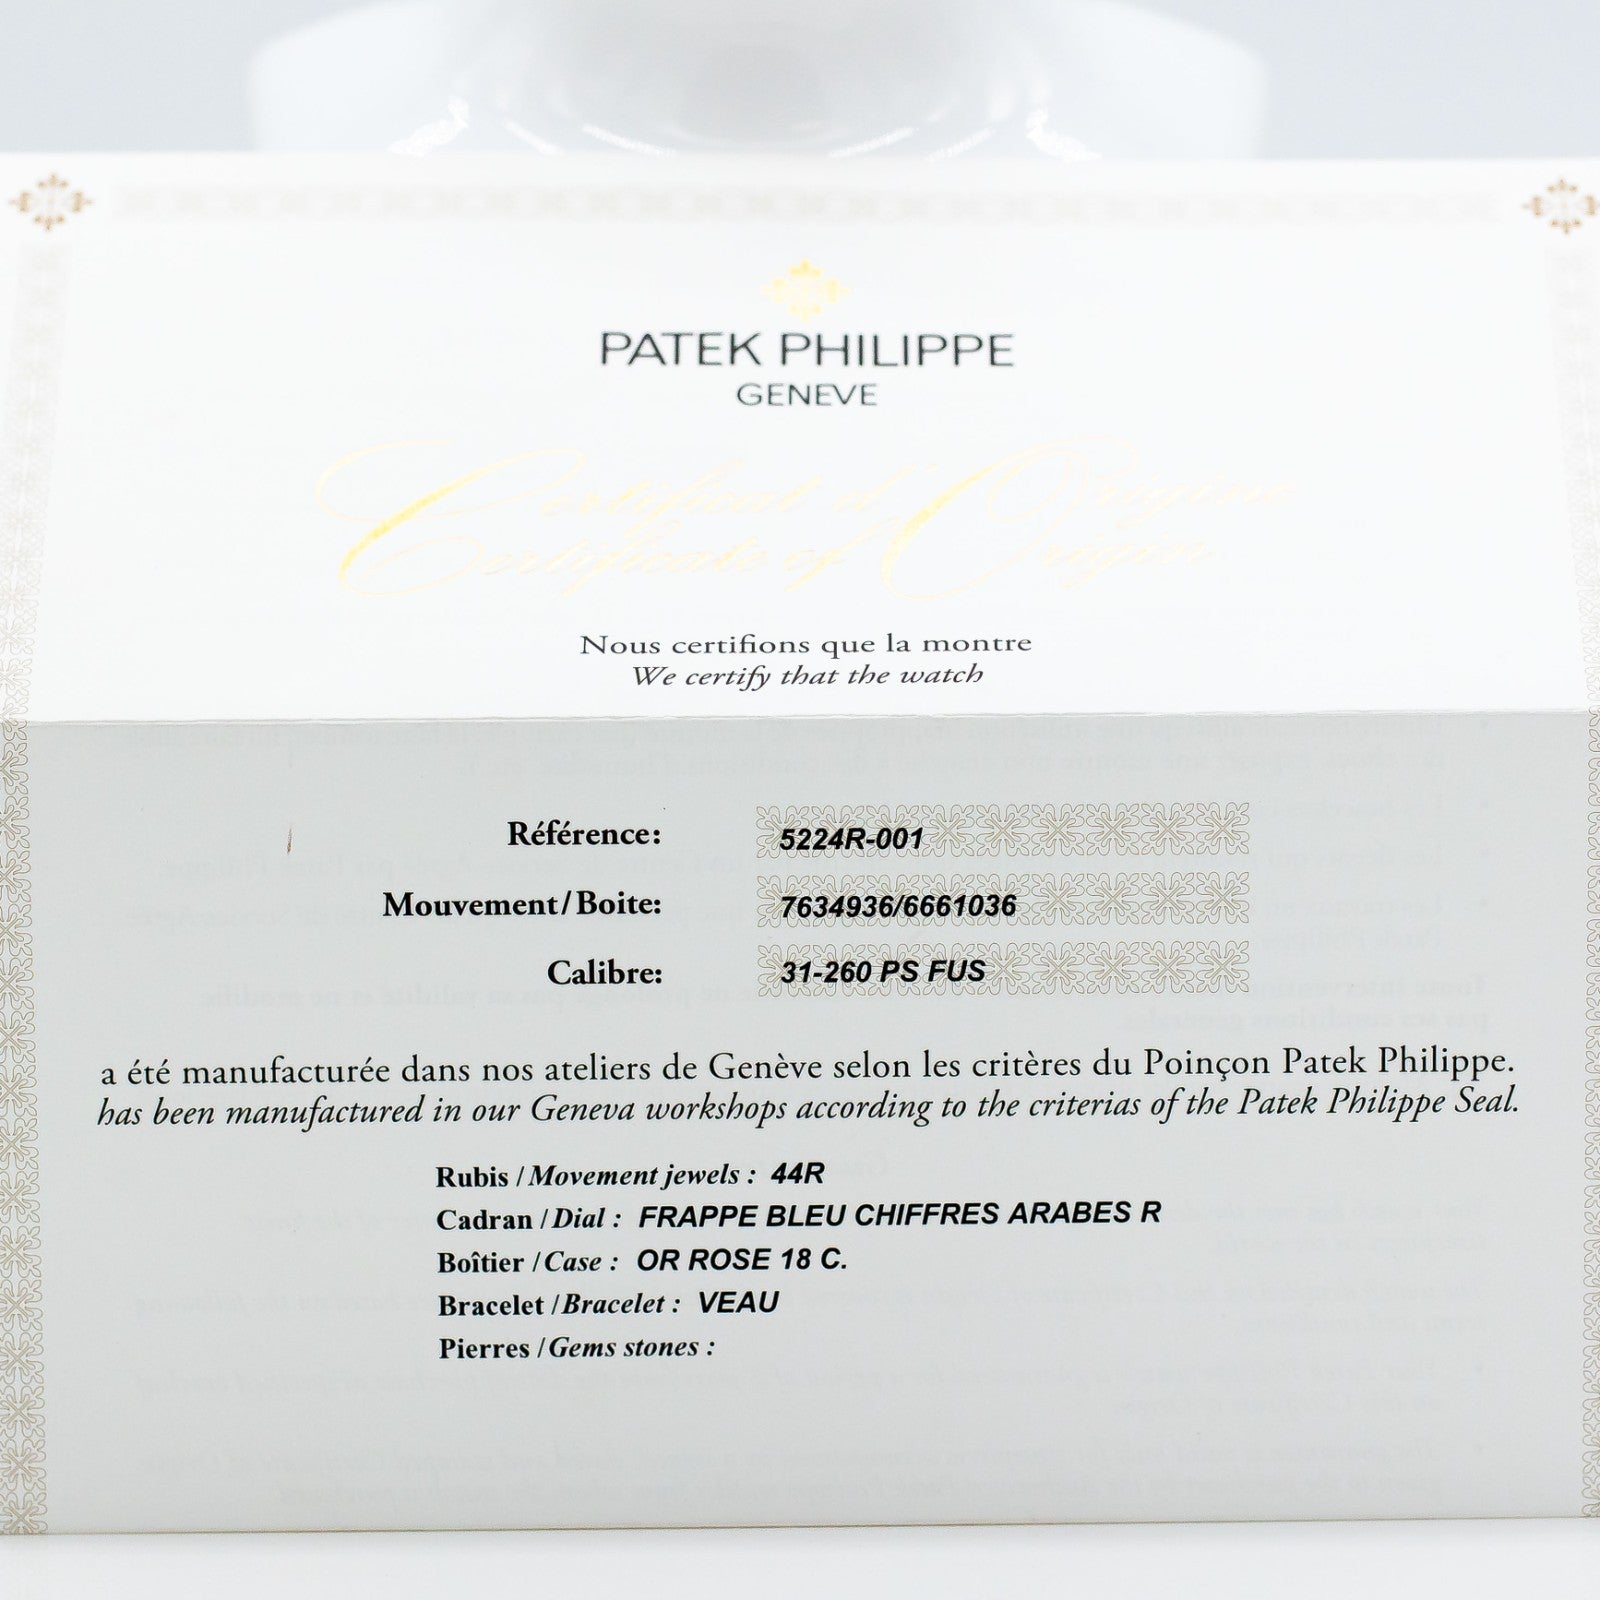 PATEK PHILIPPE
GENEVE
Certificat d'Origine
Certificate of Origin
Nous certifions que la montre
We certify that the watch
Référence: 5224R-001
Mouvement/Boite: 7634936/6661036
Calibre: 31-260 PS FUS
a été manufacturée dans nos ateliers de Genève selon les critères du Poinçon Patek Philippe.
has been manufactured in our Geneva workshops according to the criterias of the Patek Philippe Seal.
Rubis / Movement jewels : 44R
Cadran / Dial : FRAPPE BLEU CHIFFRES ARABES R
Boîtier / Case : OR ROSE 18 C.
Bracelet / Bracelet : VEAU
Pierres / Gems stones :